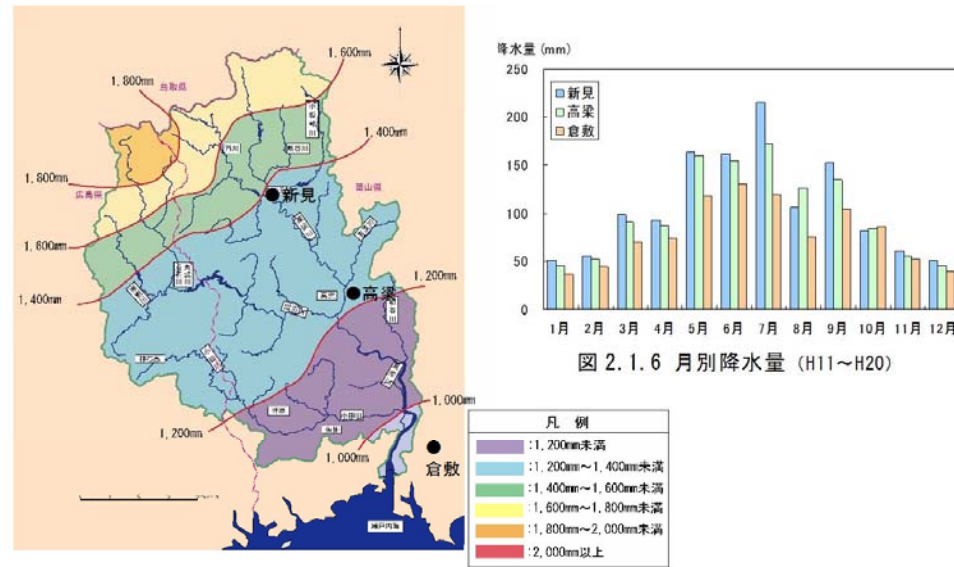 1,600mm
1,800mm
鳥取県
1,400mm
1,800mm
広島県
岡山県
新見
1,600mm
1,400mm
1,200mm
高梁
小田川
1,000mm
1,200mm
1,000mm
倉敷
瀬戸内海
降水量 (mm)
250
200
150
100
50
0
新見
高梁
倉敷
1月 2月 3月 4月 5月 6月 7月 8月 9月 10月 11月 12月
図 2.1.6 月別降水量 (H11～H20)
凡 例
:1,200mm未満
:1,200mm～1,400mm未満
:1,400mm～1,600mm未満
:1,600mm～1,800mm未満
:1,800mm～2,000mm未満
:2,000mm以上